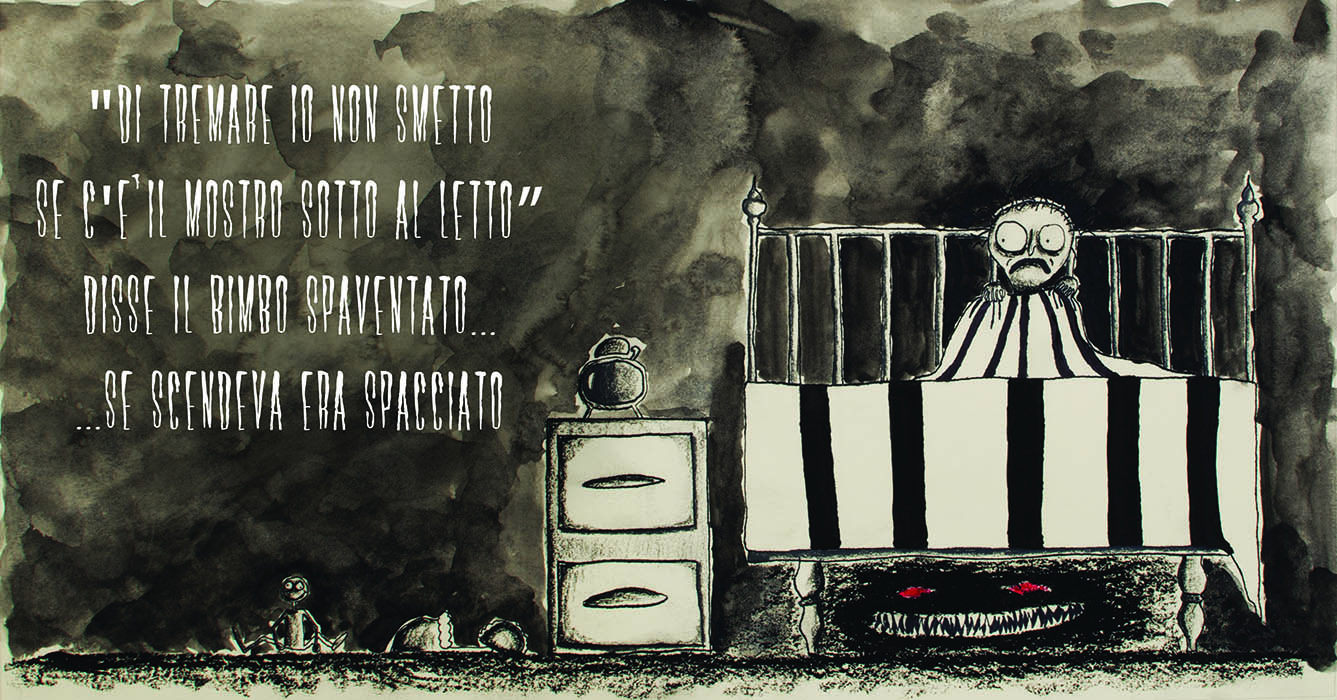 "DI TREMARE IO NON SMETTO
SE C'E' IL MOSTRO SOTTO AL LETTO"
DISSE IL BIMBO SPAVENTATO...
...SE SCENDEVA ERA SPACCIATO